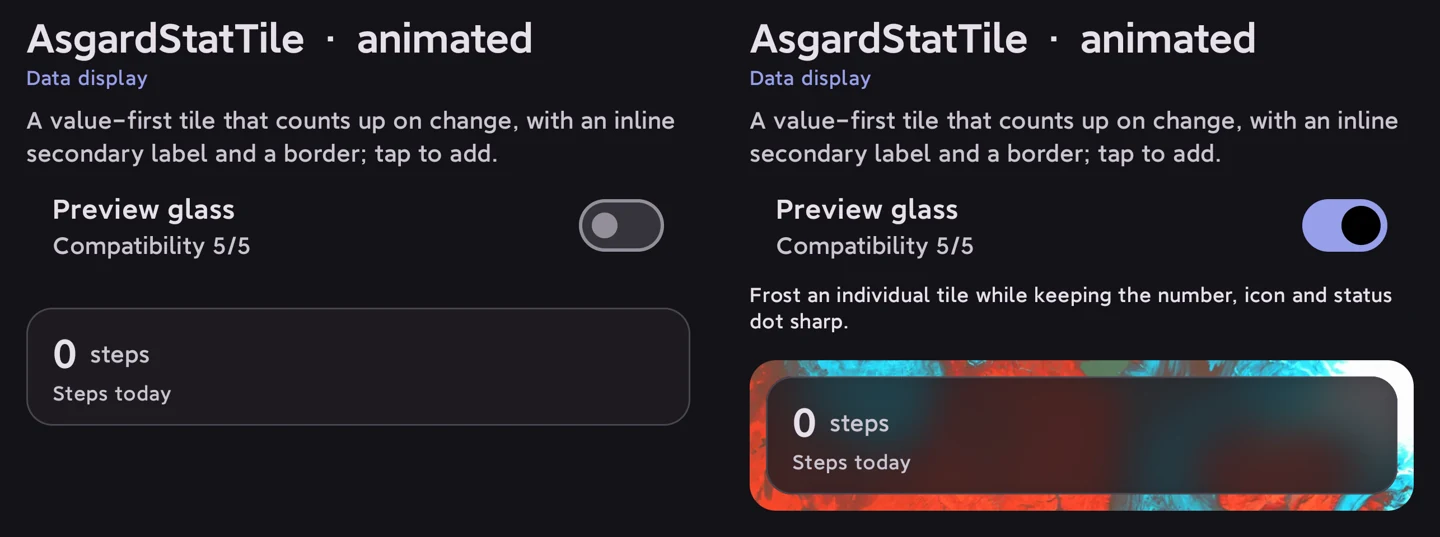 AsgardStatTile · animated
Data display
A value-first tile that counts up on change, with an inline
secondary label and a border; tap to add.
Preview glass
Compatibility 5/5
0 steps
Steps today
AsgardStatTile · animated
Data display
A value-first tile that counts up on change, with an inline
secondary label and a border; tap to add.
Preview glass
Compatibility 5/5
Frost an individual tile while keeping the number, icon and status
dot sharp.
0 steps
Steps today